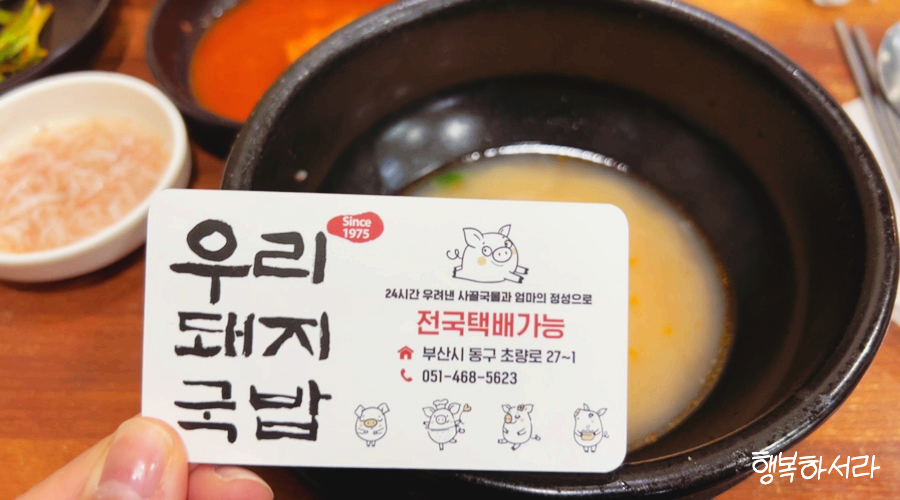 우리
돼지
국밥
Since
1975
24시간 우려낸 사골국물과 엄마의 정성으로
전국택배가능
부산시 동구 초량로 27~1
051-468-5623
행복하서라